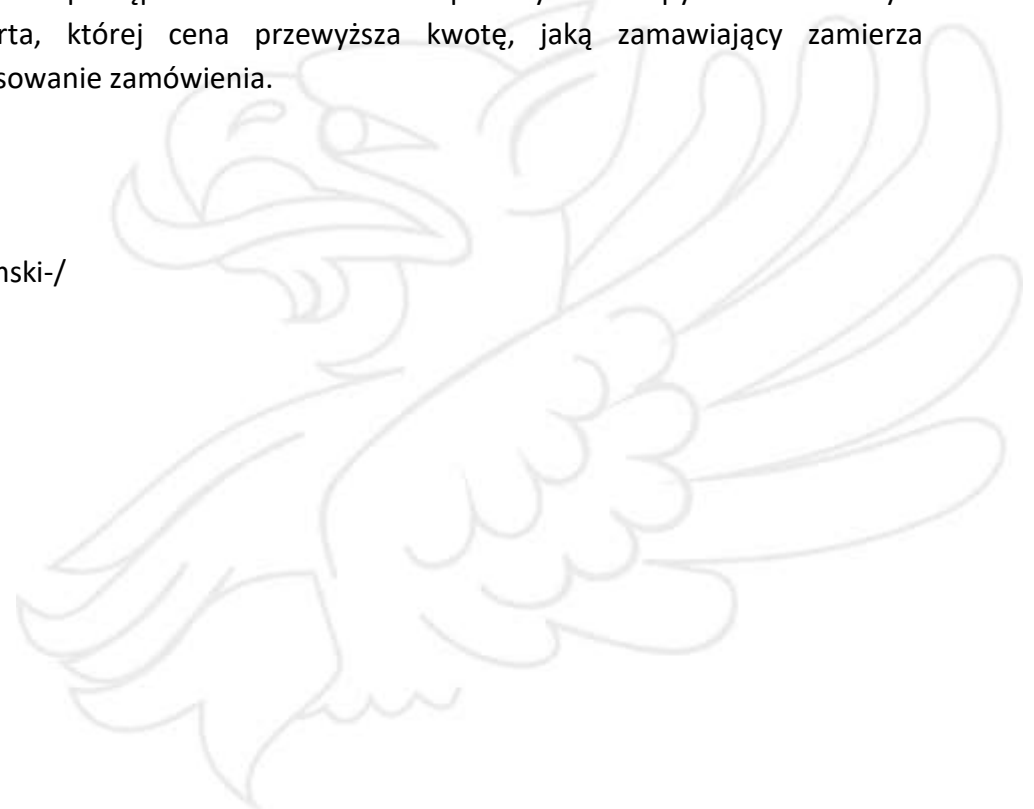 rta, której cena przewyższa kwotę, jaką zamawiający zamierza
sowanie zamówienia.
nski-/